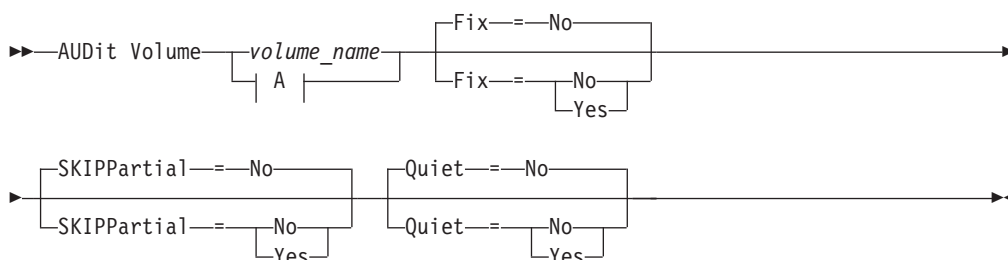 Fix = No
AUDit Volume volume_name
A
Fix = No
Yes
SKIPPartial = No
Quiet = No
SKIPPartial = No
Yes
Quiet = No
Yes